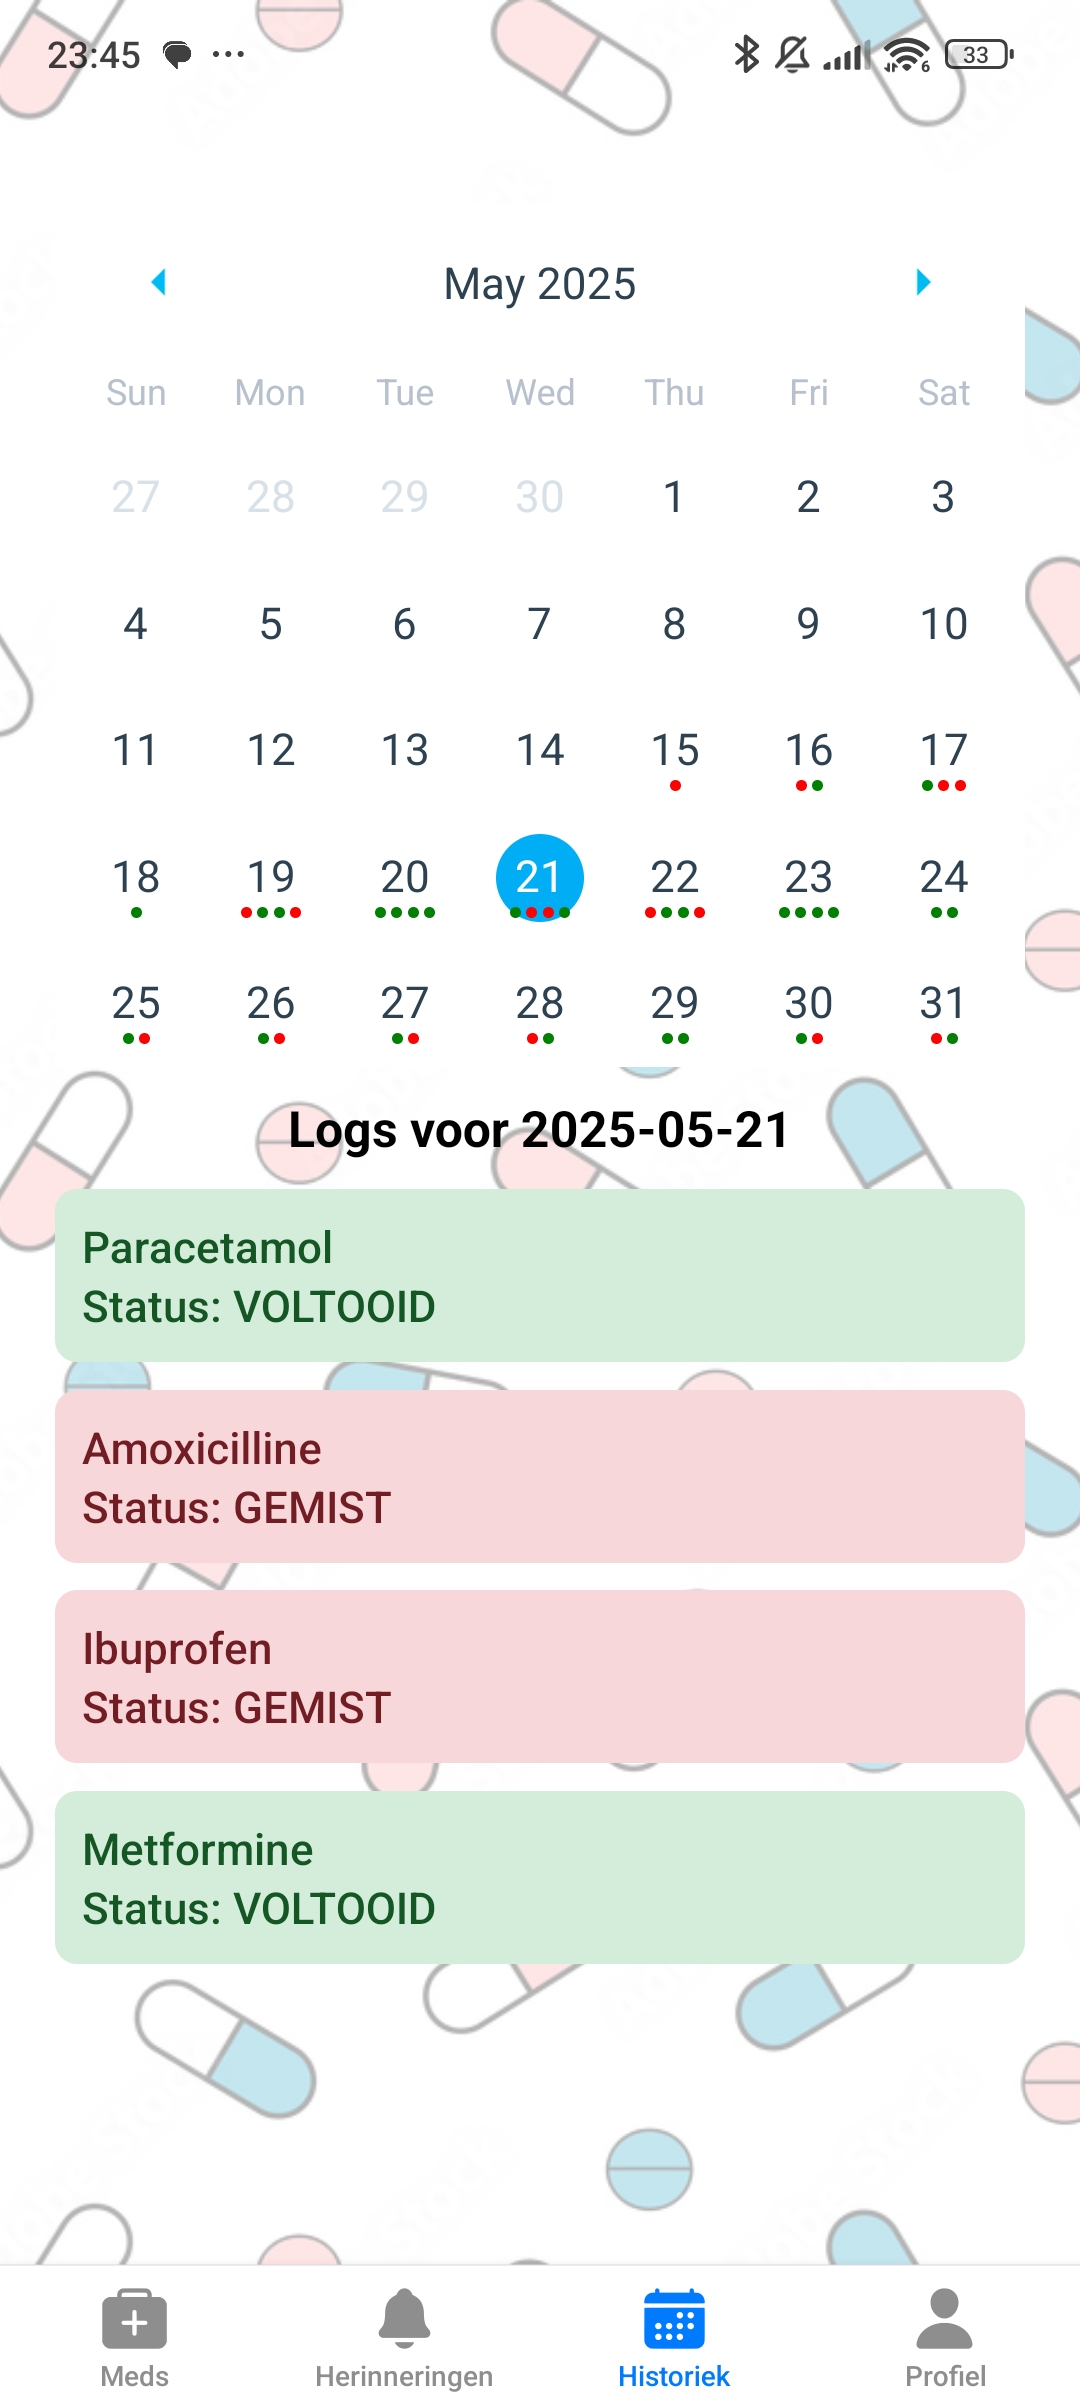 23:45 ... 6 33
May 2025
Sun Mon Tue Wed Thu Fri Sat
27 28 29 30 1 2 3
4 5 6 7 8 9 10
11 12 13 14 15 16 17
18 19 20 21 22 23 24
25 26 27 28 29 30 31
Logs voor 2025-05-21
Paracetamol
Status: VOLTOOID
Amoxicilline
Status: GEMIST
Ibuprofen
Status: GEMIST
Metformine
Status: VOLTOOID
Meds Herinneringen Historiek Profiel